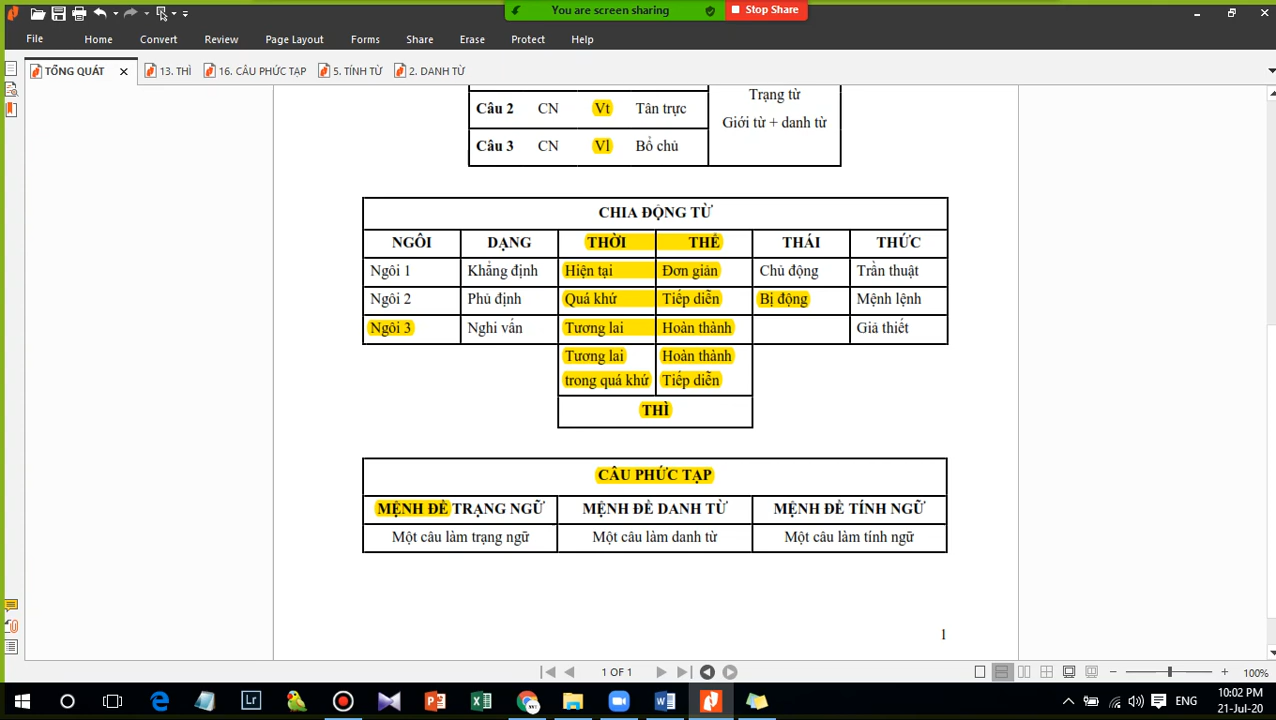 You are screen sharing
Stop Share
File Home Convert Review Page Layout Forms Share Erase Protect Help
TỔNG QUÁT 13. THÌ 16. CÂU PHỨC TẠP 5. TÍNH TỪ 2. DANH TỪ
Trạng từ
Câu 2 CN Vt Tân trực
Giới từ + danh từ
Câu 3 CN Vl Bổ chủ
CHIA ĐỘNG TỪ
NGÔI DẠNG THỜI THỂ THÁI THỨC
Ngôi 1 Khẳng định Hiện tại Đơn giản Chủ động Trần thuật
Ngôi 2 Phủ định Quá khứ Tiếp diễn Bị động Mệnh lệnh
Ngôi 3 Nghi vấn Tương lai Hoàn thành Giả thiết
Tương lai Hoàn thành
trong quá khứ Tiếp diễn
THÌ
CÂU PHỨC TẠP
MỆNH ĐỀ TRẠNG NGỮ MỆNH ĐỀ DANH TỪ MỆNH ĐỀ TÍNH NGỮ
Một câu làm trạng ngữ Một câu làm danh từ Một câu làm tính ngữ
1
1 OF 1
100%
Lr
ENG
10:02 PM
21-Jul-20